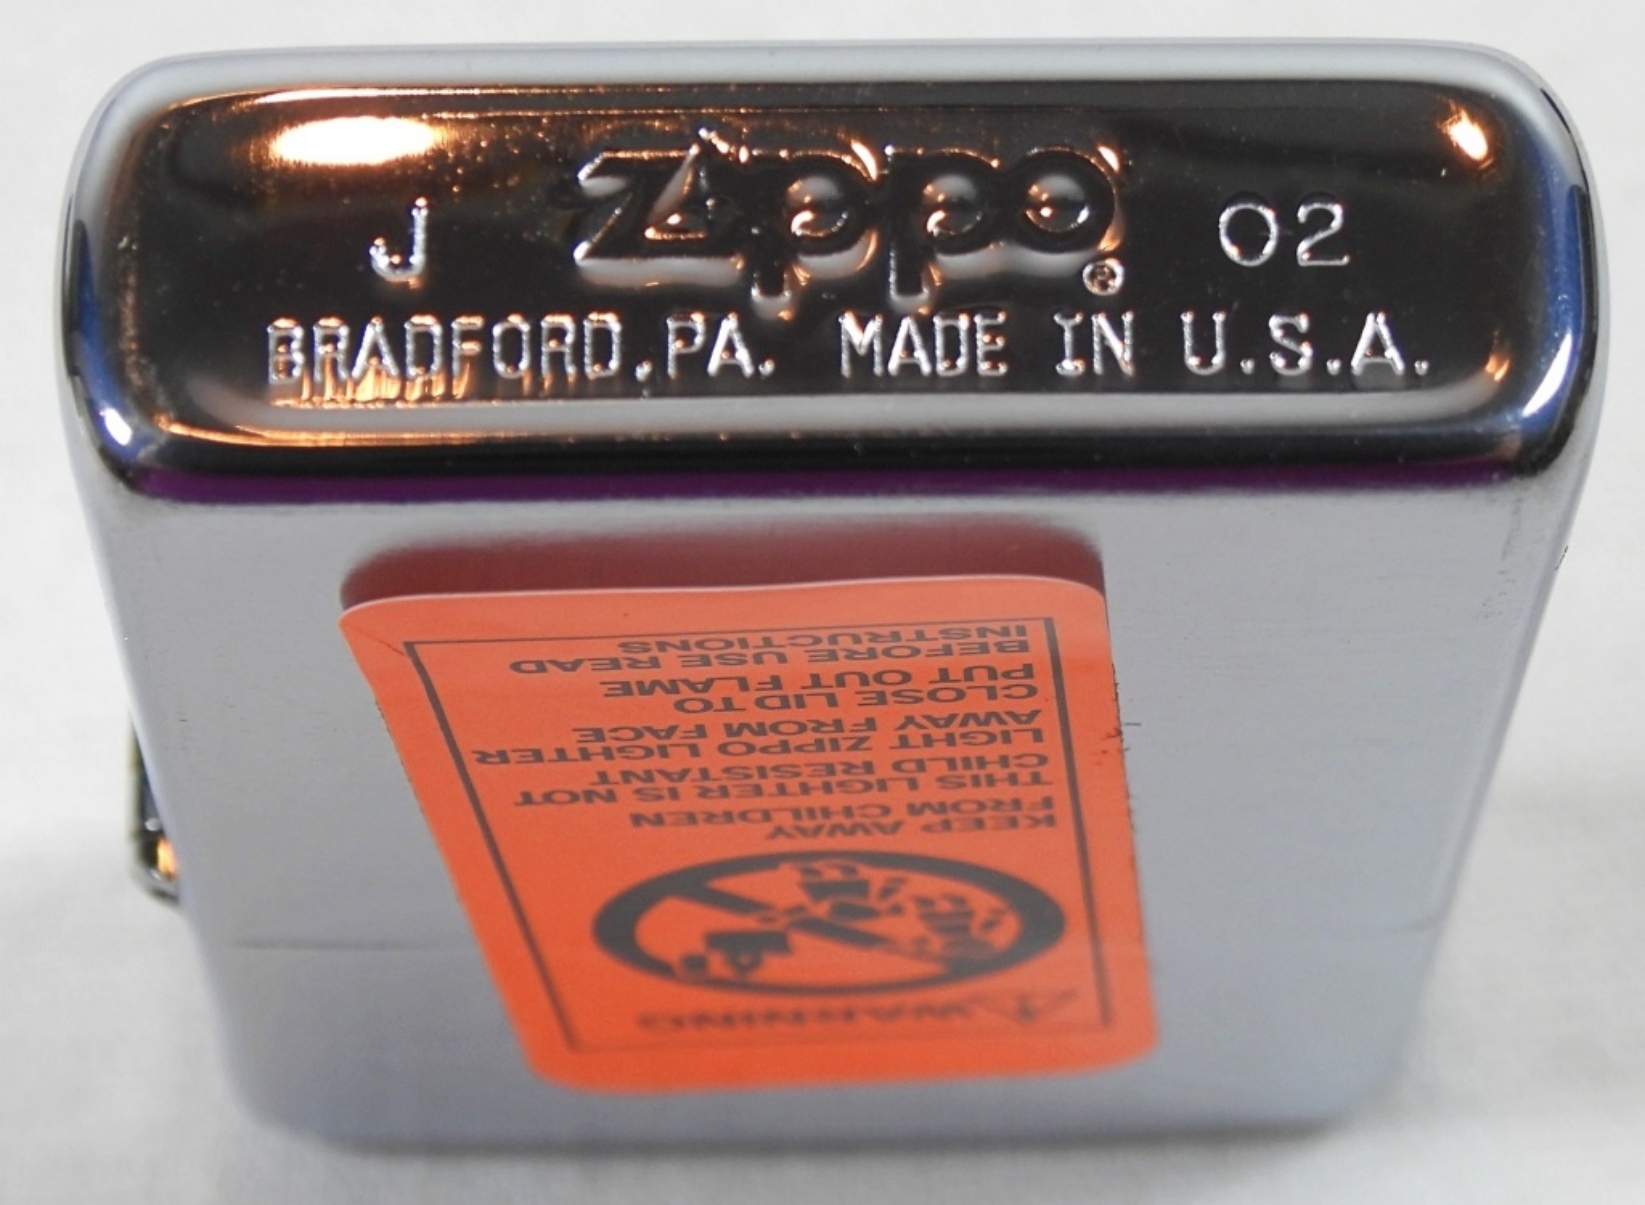 J Zippo® 02
BRADFORD, PA. MADE IN U.S.A.
⚠WARNING
KEEP AWAY
FROM CHILDREN
THIS LIGHTER IS NOT
CHILD RESISTANT
LIGHT ZIPPO LIGHTER
AWAY FROM FACE
CLOSE LID TO
PUT OUT FLAME
BEFORE USE READ
INSTRUCTIONS